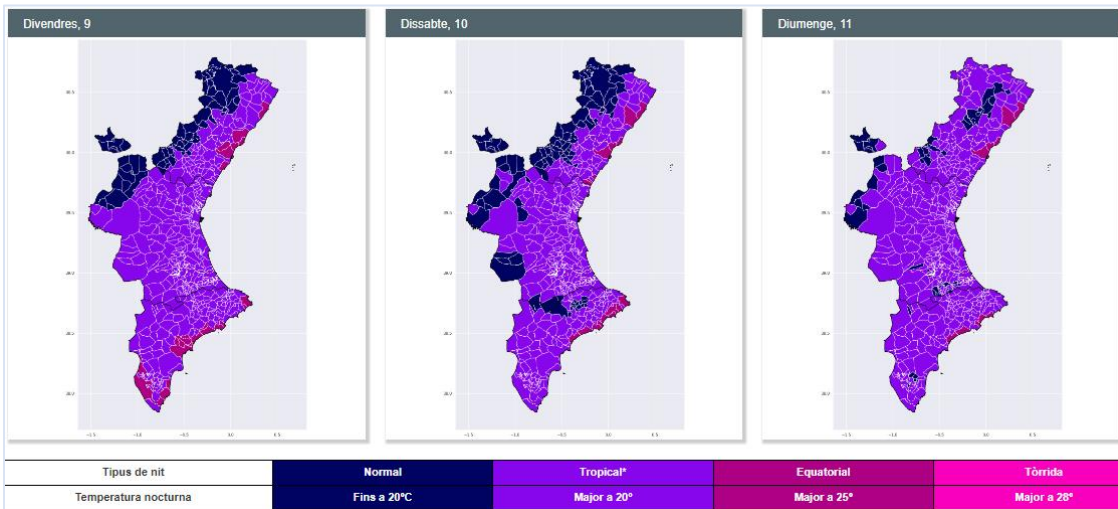 Divendres, 9
Dissabte, 10
Diumenge, 11
Tipus de nit Normal Tropical* Equatorial Tòrrida
Temperatura nocturna Fins a 20ºC Major a 20º Major a 25º Major a 28º